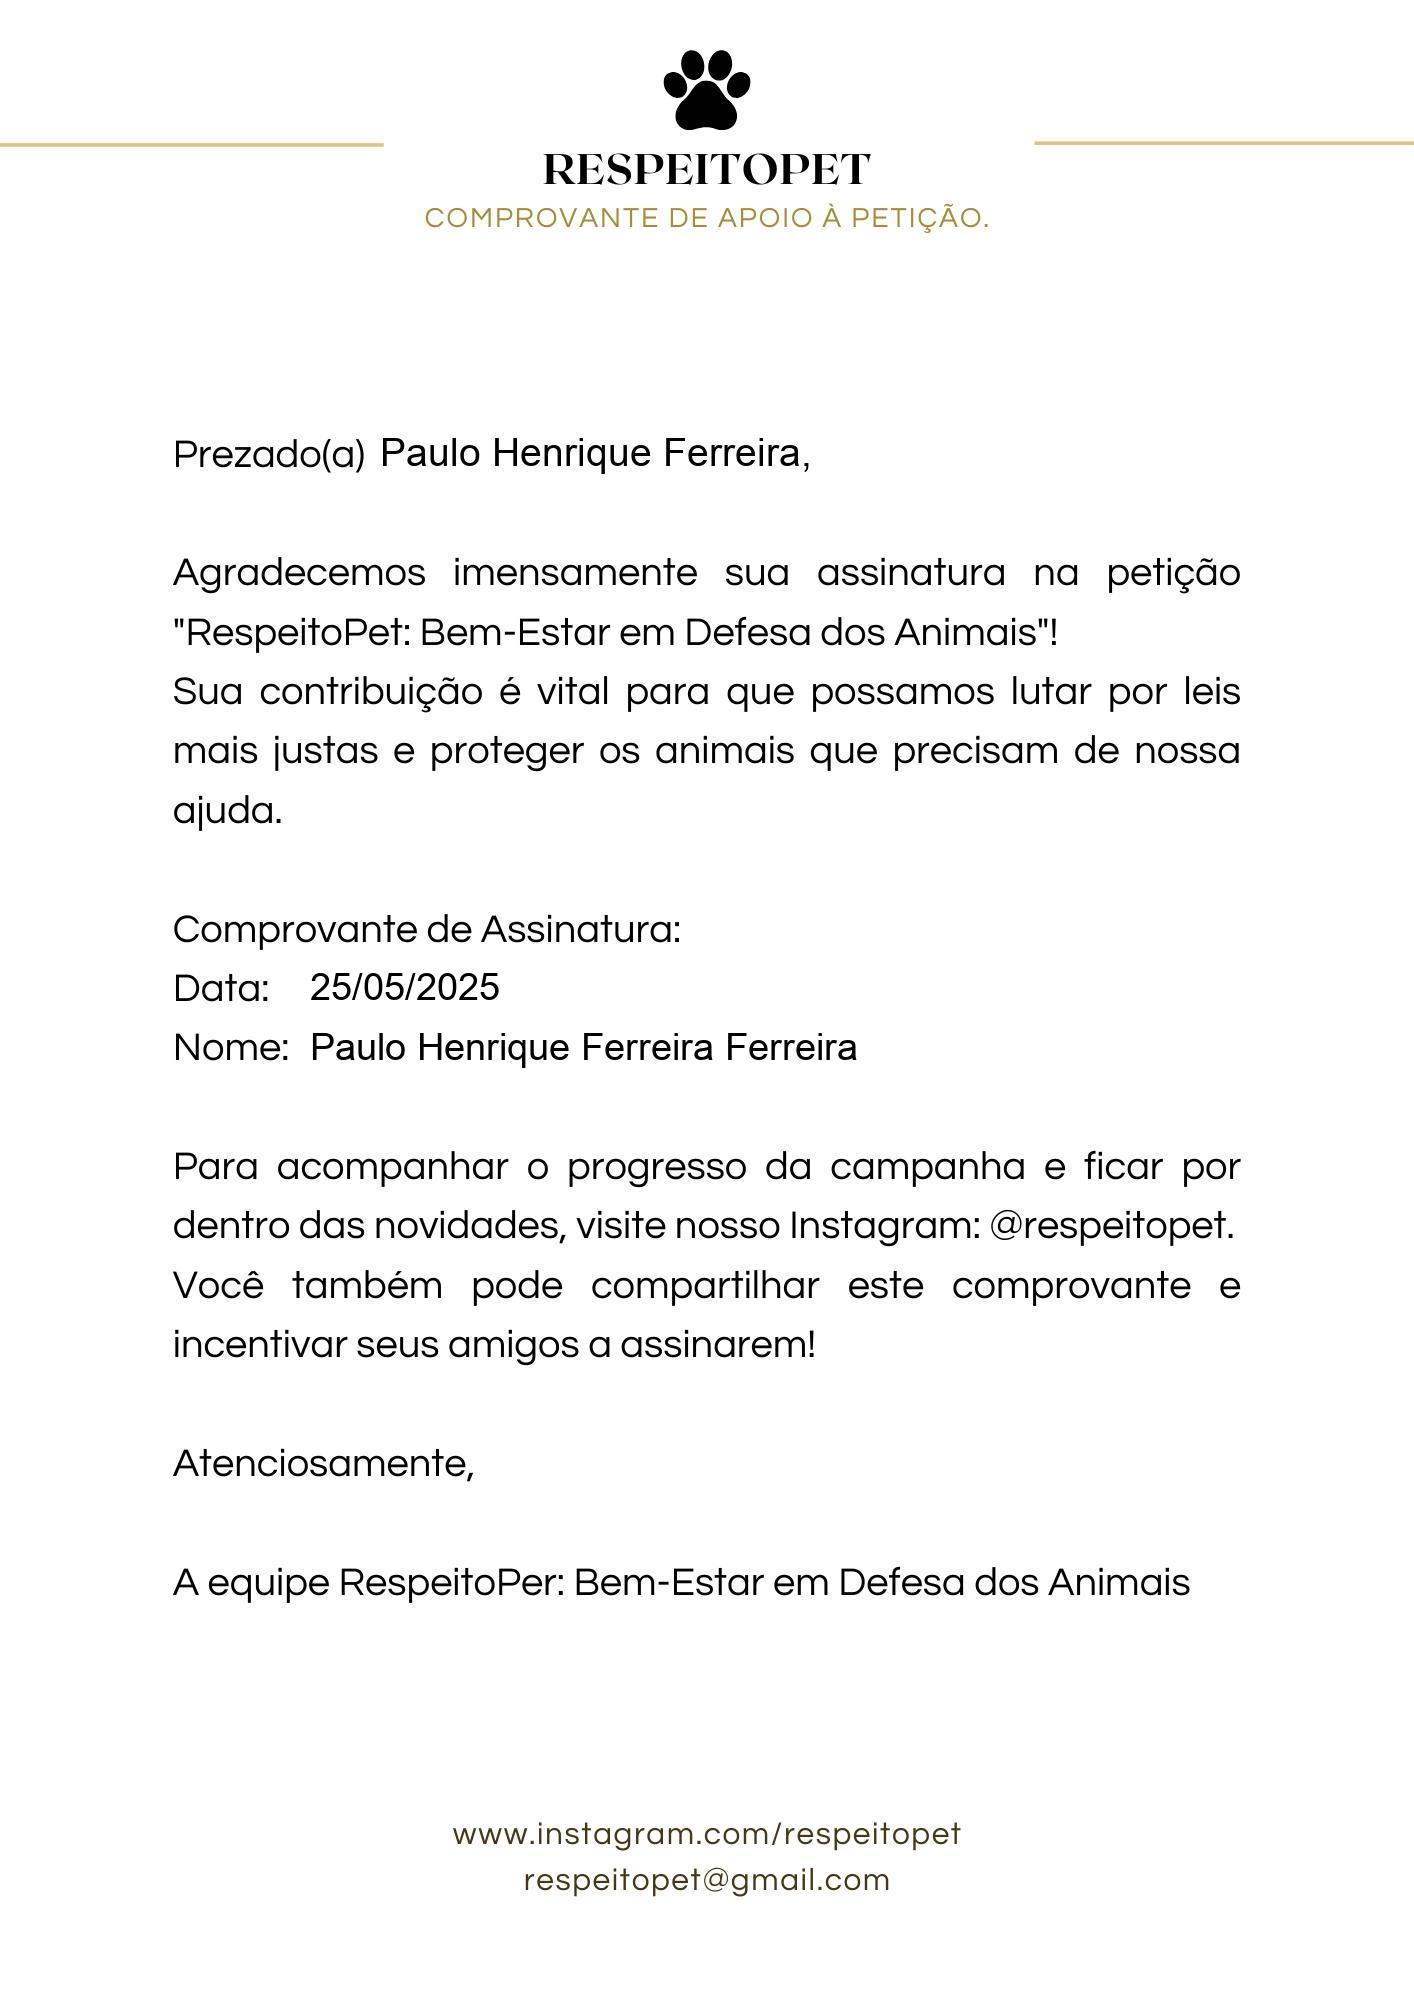 RESPEITOPET
COMPROVANTE DE APOIO À PETIÇÃO.
Prezado(a) Paulo Henrique Ferreira,
Agradecemos imensamente sua assinatura na petição
"RespeitoPet: Bem-Estar em Defesa dos Animais"!
Sua contribuição é vital para que possamos lutar por leis
mais justas e proteger os animais que precisam de nossa
ajuda.
Comprovante de Assinatura:
Data: 25/05/2025
Nome: Paulo Henrique Ferreira Ferreira
Para acompanhar o progresso da campanha e ficar por
dentro das novidades, visite nosso Instagram: @respeitopet.
Você também pode compartilhar este comprovante e
incentivar seus amigos a assinarem!
Atenciosamente,
A equipe RespeitoPer: Bem-Estar em Defesa dos Animais
www.instagram.com/respeitopet
respeitopet@gmail.com